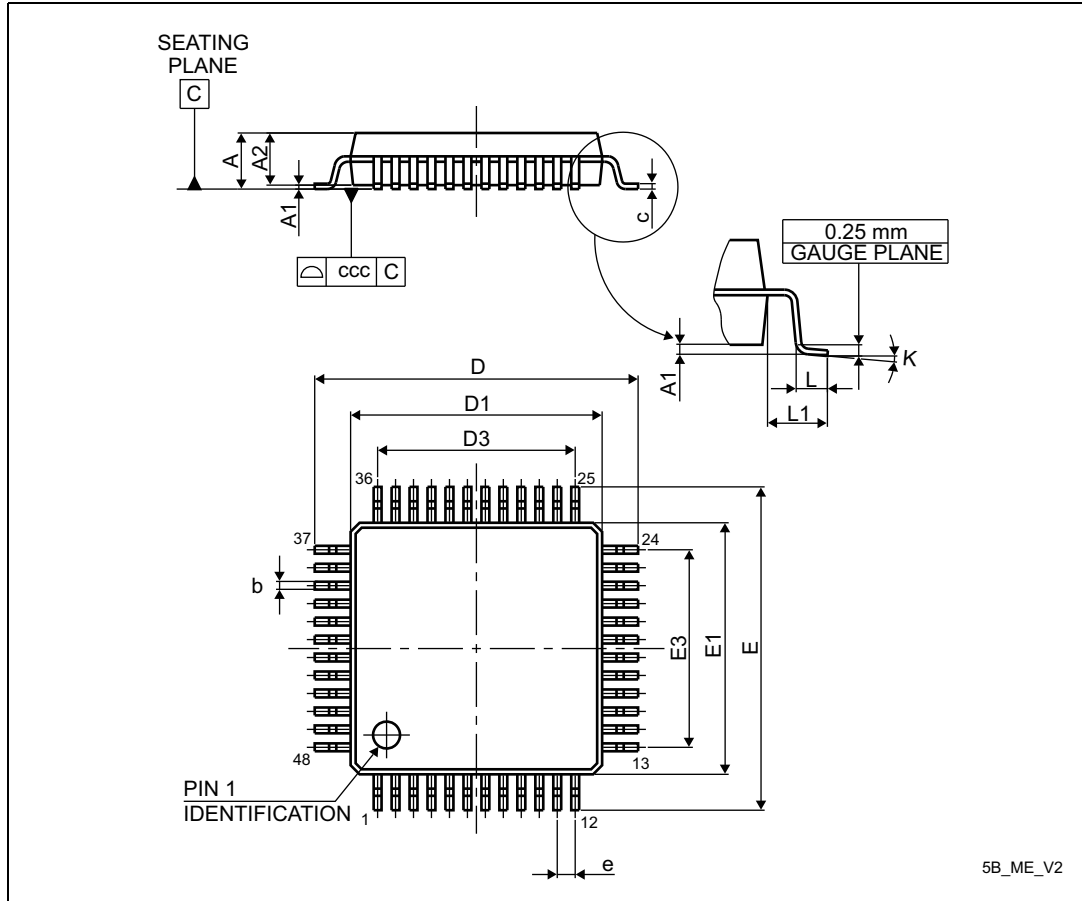 SEATING
PLANE
C
A
A2
A1
c
ccc C
0.25 mm
GAUGE PLANE
A1
K
L
L1
D
D1
D3
36
25
37
24
b
E3
E1
E
48
13
PIN 1
IDENTIFICATION
1
12
e
5B_ME_V2